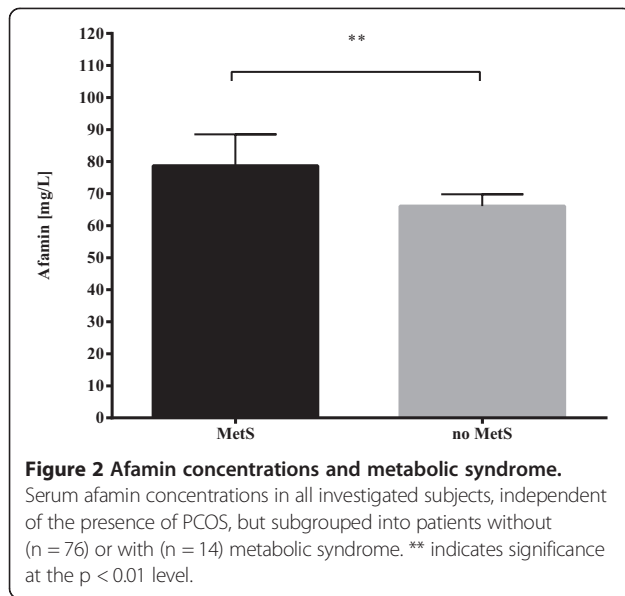 **
120
110
100
90
80
70
60
50
40
30
20
10
0
Afamin [mg/L]
MetS no MetS
Figure 2 Afamin concentrations and metabolic syndrome.
Serum afamin concentrations in all investigated subjects, independent
of the presence of PCOS, but subgrouped into patients without
(n = 76) or with (n = 14) metabolic syndrome. ** indicates significance
at the p < 0.01 level.